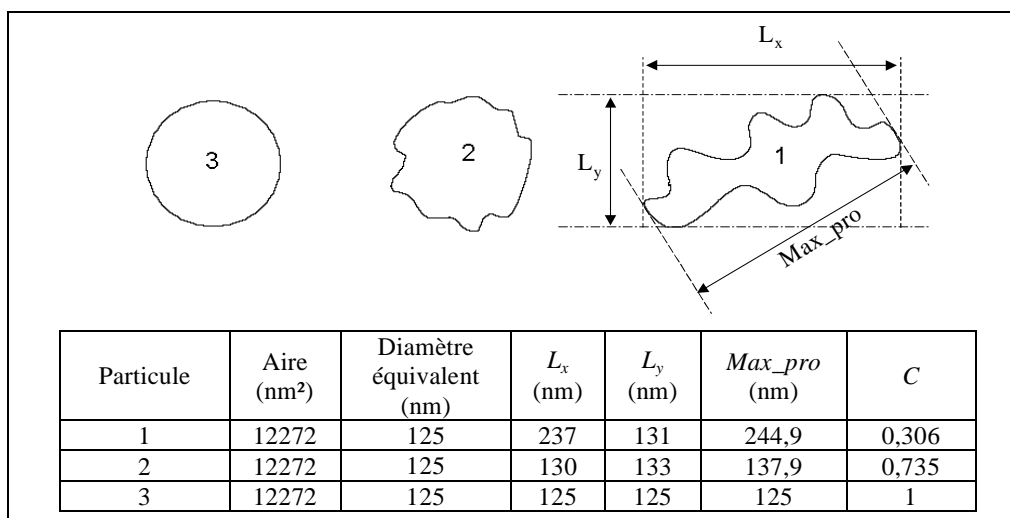 Lx
3
2
1
Ly
Max_pro
Particule Aire (nm²) Diamètre équivalent (nm) Lx (nm) Ly (nm) Max_pro (nm) C
1 12272 125 237 131 244,9 0,306
2 12272 125 130 133 137,9 0,735
3 12272 125 125 125 125 1